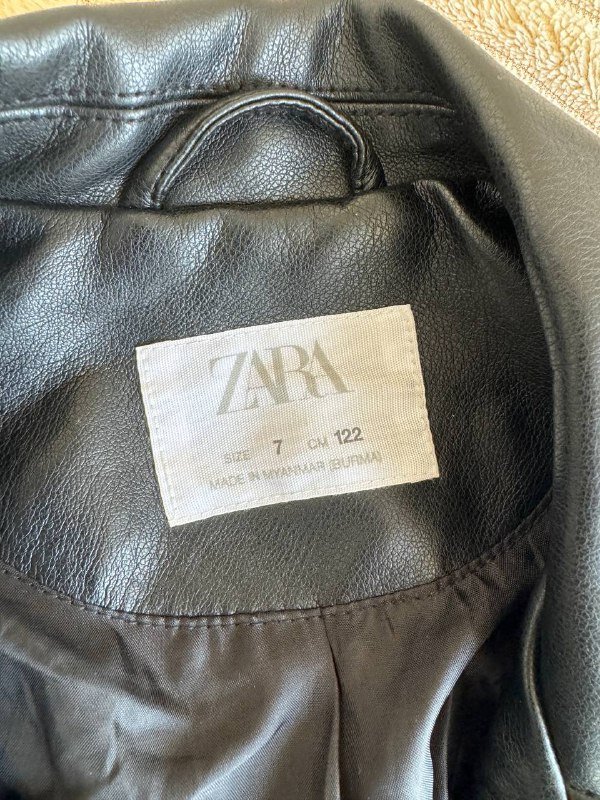 ZARA
SIZE 7 CM 122
MADE IN MYANMAR (BURMA)